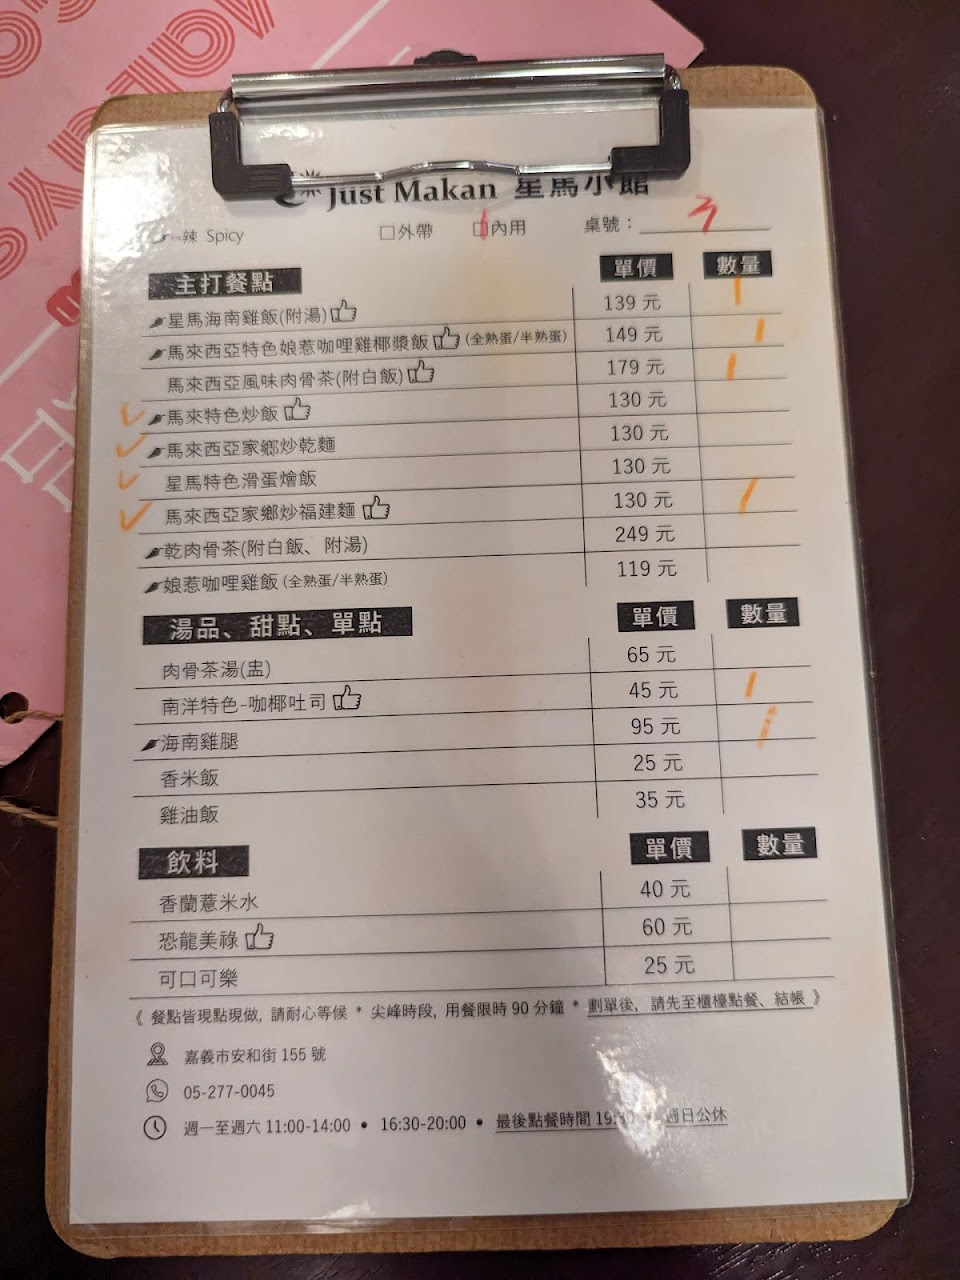 Just Makan 星馬小館
辣 Spicy □外帶 □內用 桌號: 3
主打餐點 單價 數量
星馬海南雞飯(附湯) 139 元 1
馬來西亞特色娘惹咖哩雞椰漿飯 (全熟蛋/半熟蛋) 149 元 1
馬來西亞風味肉骨茶(附白飯) 179 元 1
馬來特色炒飯 130 元
馬來西亞家鄉炒乾麵 130 元
星馬特色滑蛋燴飯 130 元
馬來西亞家鄉炒福建麵 130 元 1
乾肉骨茶(附白飯、附湯) 249 元
娘惹咖哩雞飯 (全熟蛋/半熟蛋) 119 元
湯品、甜點、單點 單價 數量
肉骨茶湯(盅) 65 元
南洋特色-咖椰吐司 45 元 1
海南雞腿 95 元 1
香米飯 25 元
雞油飯 35 元
飲料 單價 數量
香蘭薏米水 40 元
恐龍美祿 60 元
可口可樂 25 元
《 餐點皆現點現做, 請耐心等候 * 尖峰時段, 用餐限時 90 分鐘 * 劃單後, 請先至櫃檯點餐、結帳 》
嘉義市安和街 155 號
05-277-0045
週一至週六 11:00-14:00 • 16:30-20:00 • 最後點餐時間 19:30 • 週日公休